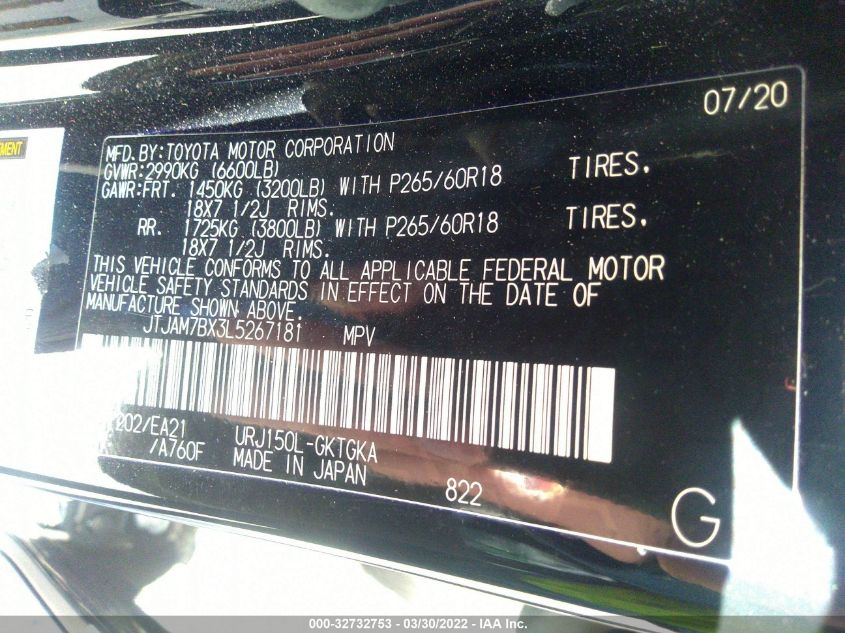 07/20
EMENT
MFD.BY:TOYOTA MOTOR CORPORATION
GVWR:2990KG (6600LB)
GAWR:FRT. 1450KG (3200LB) WITH P265/60R18 TIRES.
18X7 1/2J RIMS.
RR. 1725KG (3800LB) WITH P265/60R18 TIRES.
18X7 1/2J RIMS.
THIS VEHICLE CONFORMS TO ALL APPLICABLE FEDERAL MOTOR
VEHICLE SAFETY STANDARDS IN EFFECT ON THE DATE OF
MANUFACTURE SHOWN ABOVE.
JTJAM7BX3L5267181 MPV
202/EA21 URJ150L-GKTGKA
/A760F MADE IN JAPAN 822
G
000-32732753 - 03/30/2022 - IAA Inc.